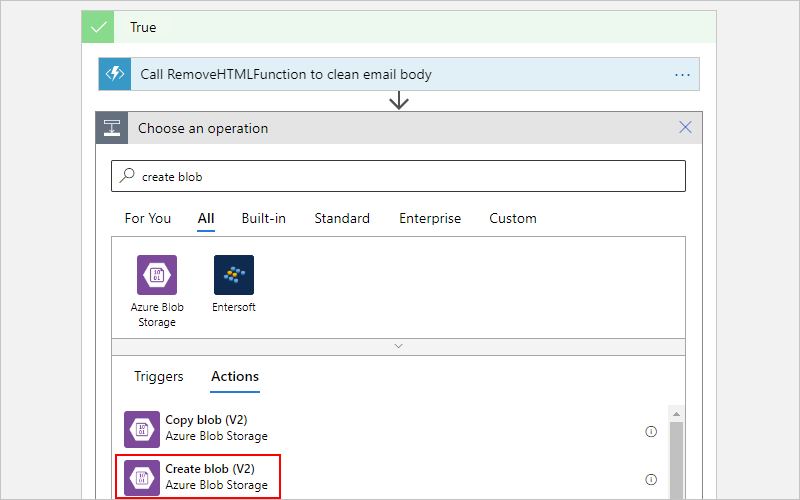 True
Call RemoveHTMLFunction to clean email body
...
Choose an operation
create blob
For You All Built-in Standard Enterprise Custom
Azure Blob Storage
Entersoft
Triggers Actions
Copy blob (V2)
Azure Blob Storage
Create blob (V2)
Azure Blob Storage